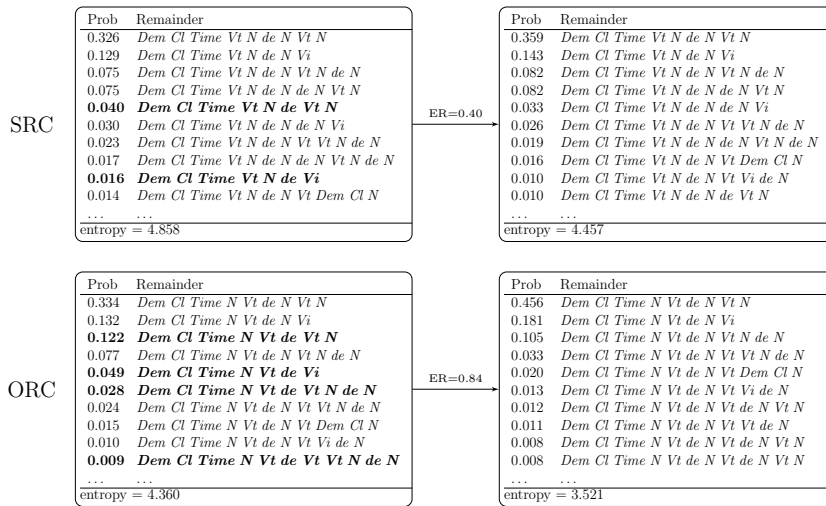 SRC
Prob Remainder
0.326 Dem Cl Time Vt N de N Vt N
0.129 Dem Cl Time Vt N de N Vi
0.075 Dem Cl Time Vt N de N Vt N de N
0.075 Dem Cl Time Vt N de N de N Vt N
0.040 Dem Cl Time Vt N de Vt N
0.030 Dem Cl Time Vt N de N de N Vi
0.023 Dem Cl Time Vt N de N Vt Vt N de N
0.017 Dem Cl Time Vt N de N de N Vt N de N
0.016 Dem Cl Time Vt N de Vi
0.014 Dem Cl Time Vt N de N Vt Dem Cl N
... ...
entropy = 4.858
ER=0.40
Prob Remainder
0.359 Dem Cl Time Vt N de N Vt N
0.143 Dem Cl Time Vt N de N Vi
0.082 Dem Cl Time Vt N de N Vt N de N
0.082 Dem Cl Time Vt N de N de N Vt N
0.033 Dem Cl Time Vt N de N de N Vi
0.026 Dem Cl Time Vt N de N Vt Vt N de N
0.019 Dem Cl Time Vt N de N de N Vt N de N
0.016 Dem Cl Time Vt N de N Vt Dem Cl N
0.010 Dem Cl Time Vt N de N Vt Vi de N
0.010 Dem Cl Time Vt N de N de Vt N
... ...
entropy = 4.457
ORC
Prob Remainder
0.334 Dem Cl Time N Vt de N Vt N
0.132 Dem Cl Time N Vt de N Vi
0.122 Dem Cl Time N Vt de Vt N
0.077 Dem Cl Time N Vt de N Vt N de N
0.049 Dem Cl Time N Vt de Vi
0.028 Dem Cl Time N Vt de Vt N de N
0.024 Dem Cl Time N Vt de N Vt Vt N de N
0.015 Dem Cl Time N Vt de N Vt Dem Cl N
0.010 Dem Cl Time N Vt de N Vt Vi de N
0.009 Dem Cl Time N Vt de Vt Vt N de N
... ...
entropy = 4.360
ER=0.84
Prob Remainder
0.456 Dem Cl Time N Vt de N Vt N
0.181 Dem Cl Time N Vt de N Vi
0.105 Dem Cl Time N Vt de N Vt N de N
0.033 Dem Cl Time N Vt de N Vt Vt N de N
0.020 Dem Cl Time N Vt de N Vt Dem Cl N
0.013 Dem Cl Time N Vt de N Vt Vi de N
0.012 Dem Cl Time N Vt de N Vt de N Vt N
0.011 Dem Cl Time N Vt de N Vt Vt de N
0.008 Dem Cl Time N Vt de N Vt de N Vt N
0.008 Dem Cl Time N Vt de N Vt de N Vt N
... ...
entropy = 3.521